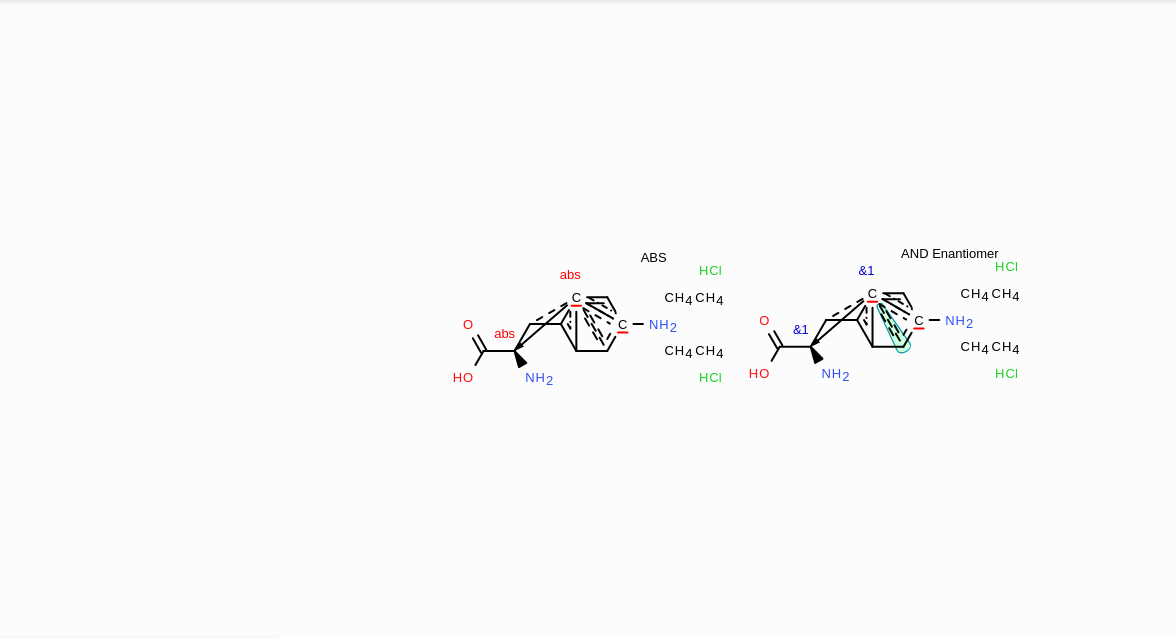 ABS
abs
HCl
C
CH4 CH4
O
abs
C
NH2
CH4 CH4
HO
NH2
HCl
AND Enantiomer
&1
HCl
C
CH4 CH4
O
&1
C
NH2
CH4 CH4
HO
NH2
HCl